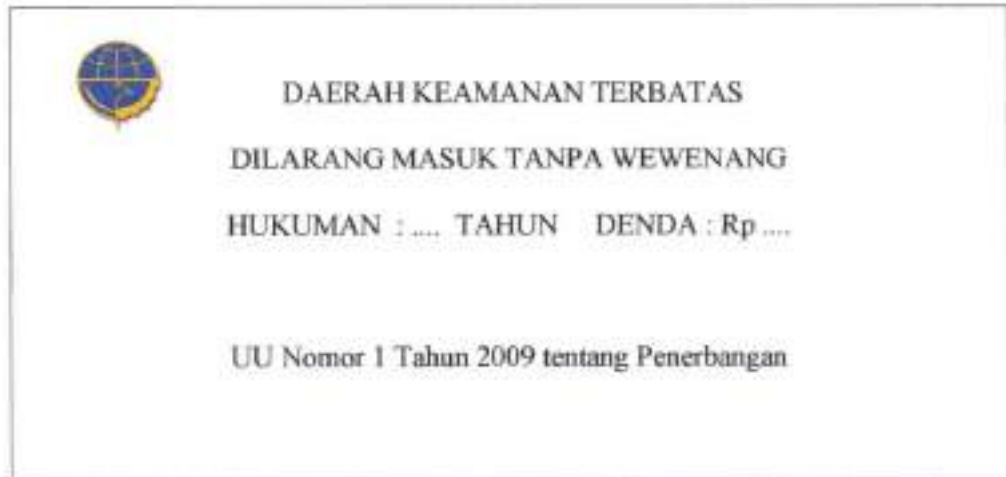 DAERAH KEAMANAN TERBATAS
DILARANG MASUK TANPA WEWENANG
HUKUMAN : .... TAHUN DENDA : Rp ....
UU Nomor 1 Tahun 2009 tentang Penerbangan